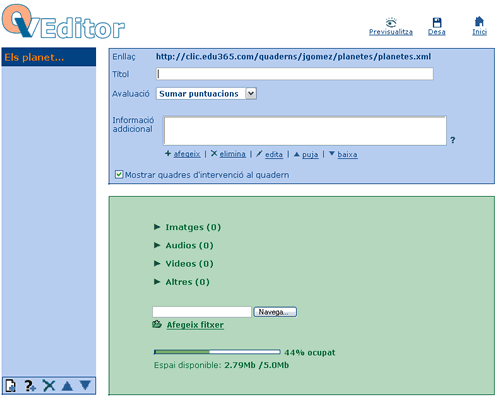 QVEditor
Previsualitza Desa Inici
Els planet...
Enllaç http://clic.edu365.com/quaderns/jgomez/planetes/planetes.xml
Títol
Avaluació Sumar puntuacions
Informació
addicional
?
afegeix | elimina | edita | puja | baixa
Mostrar quadres d'intervenció al quadern
Imatges (0)
Audios (0)
Videos (0)
Altres (0)
Navega...
Afegeix fitxer
44% ocupat
Espai disponible: 2.79Mb /5.0Mb